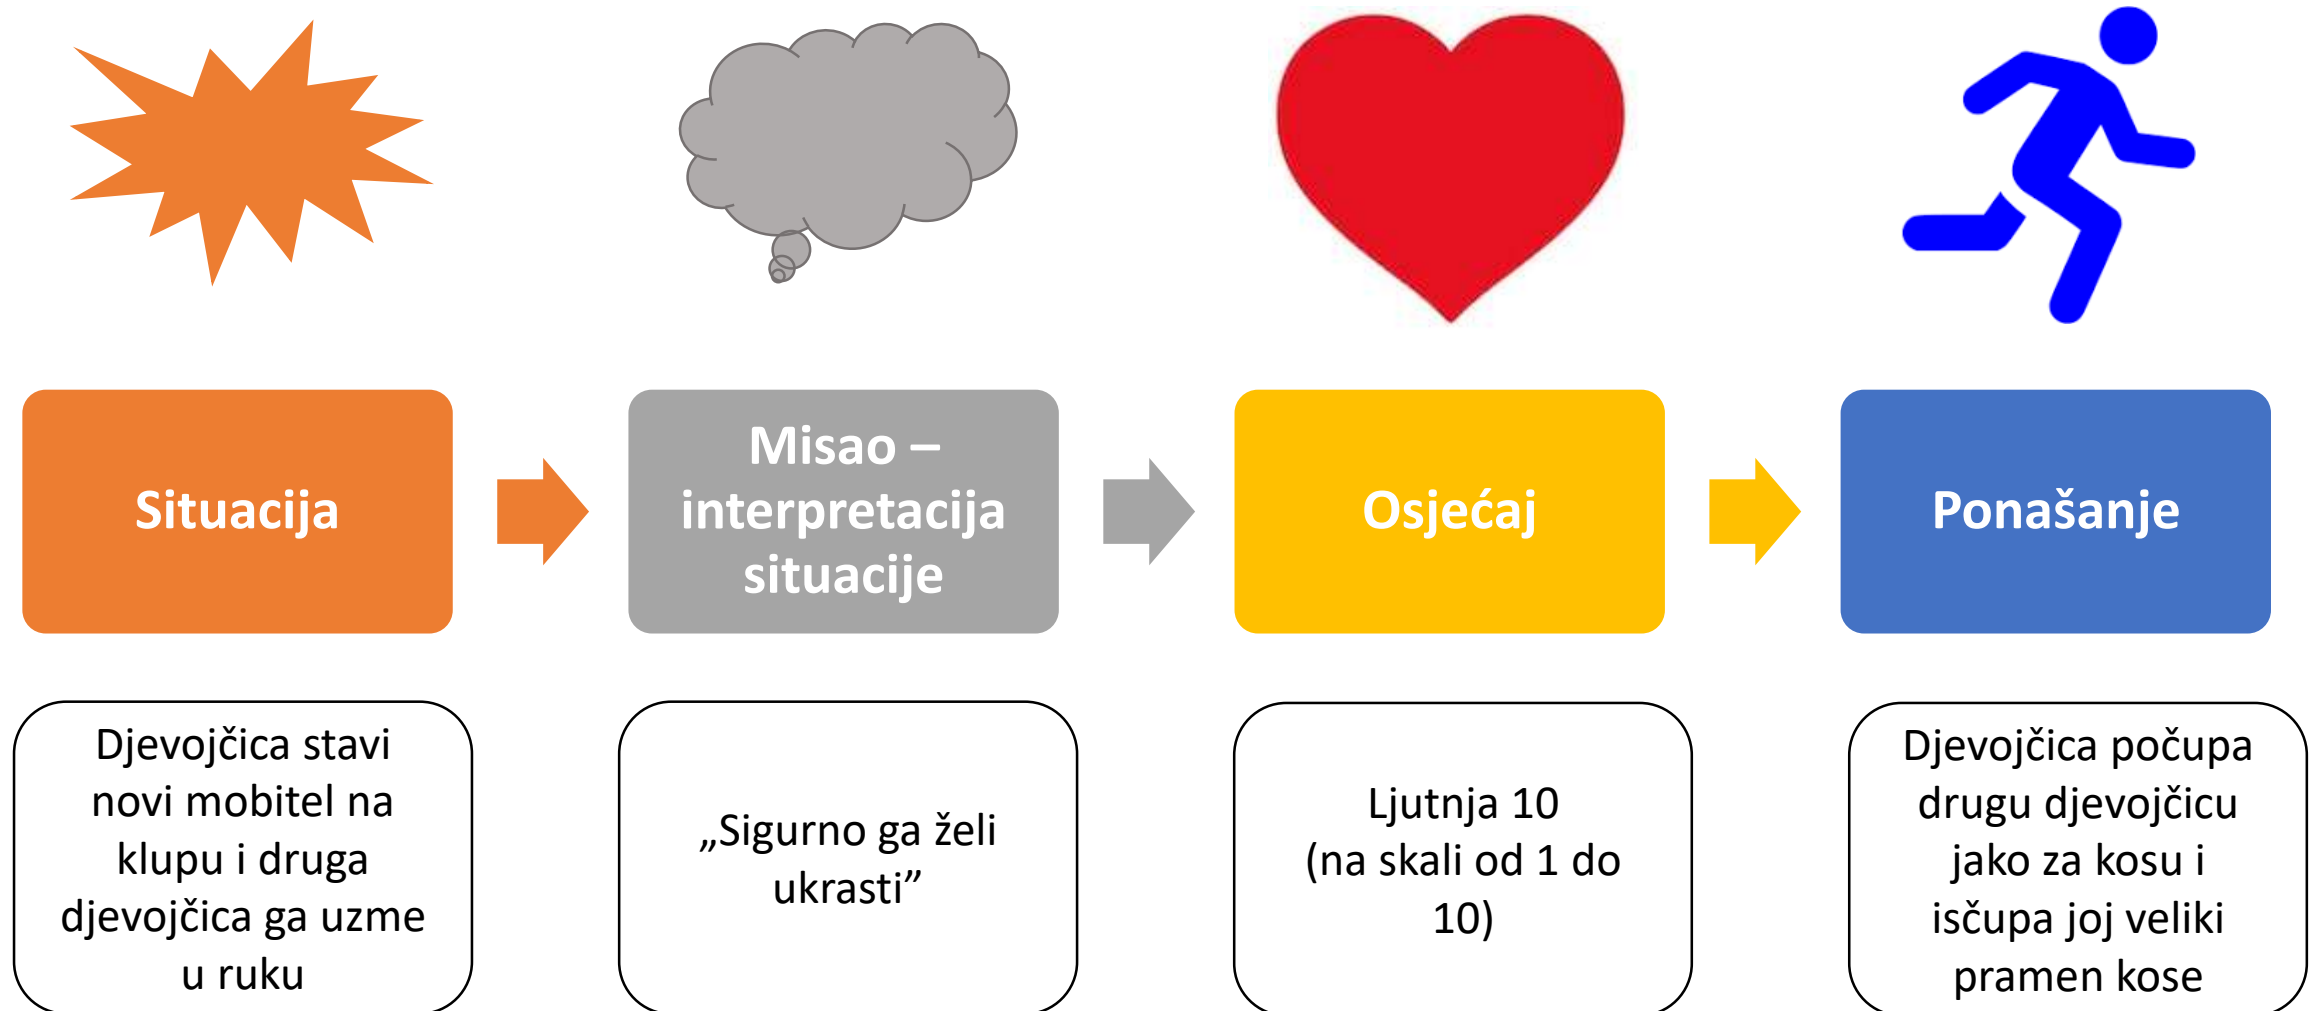 Situacija
Misao –
interpretacija
situacije
Osjećaj
Ponašanje
Djevojčica stavi
novi mobitel na
klupu i druga
djevojčica ga uzme
u ruku
„Sigurno ga želi
ukrasti”
Ljutnja 10
(na skali od 1 do
10)
Djevojčica počupa
drugu djevojčicu
jako za kosu i
isčupa joj veliki
pramen kose